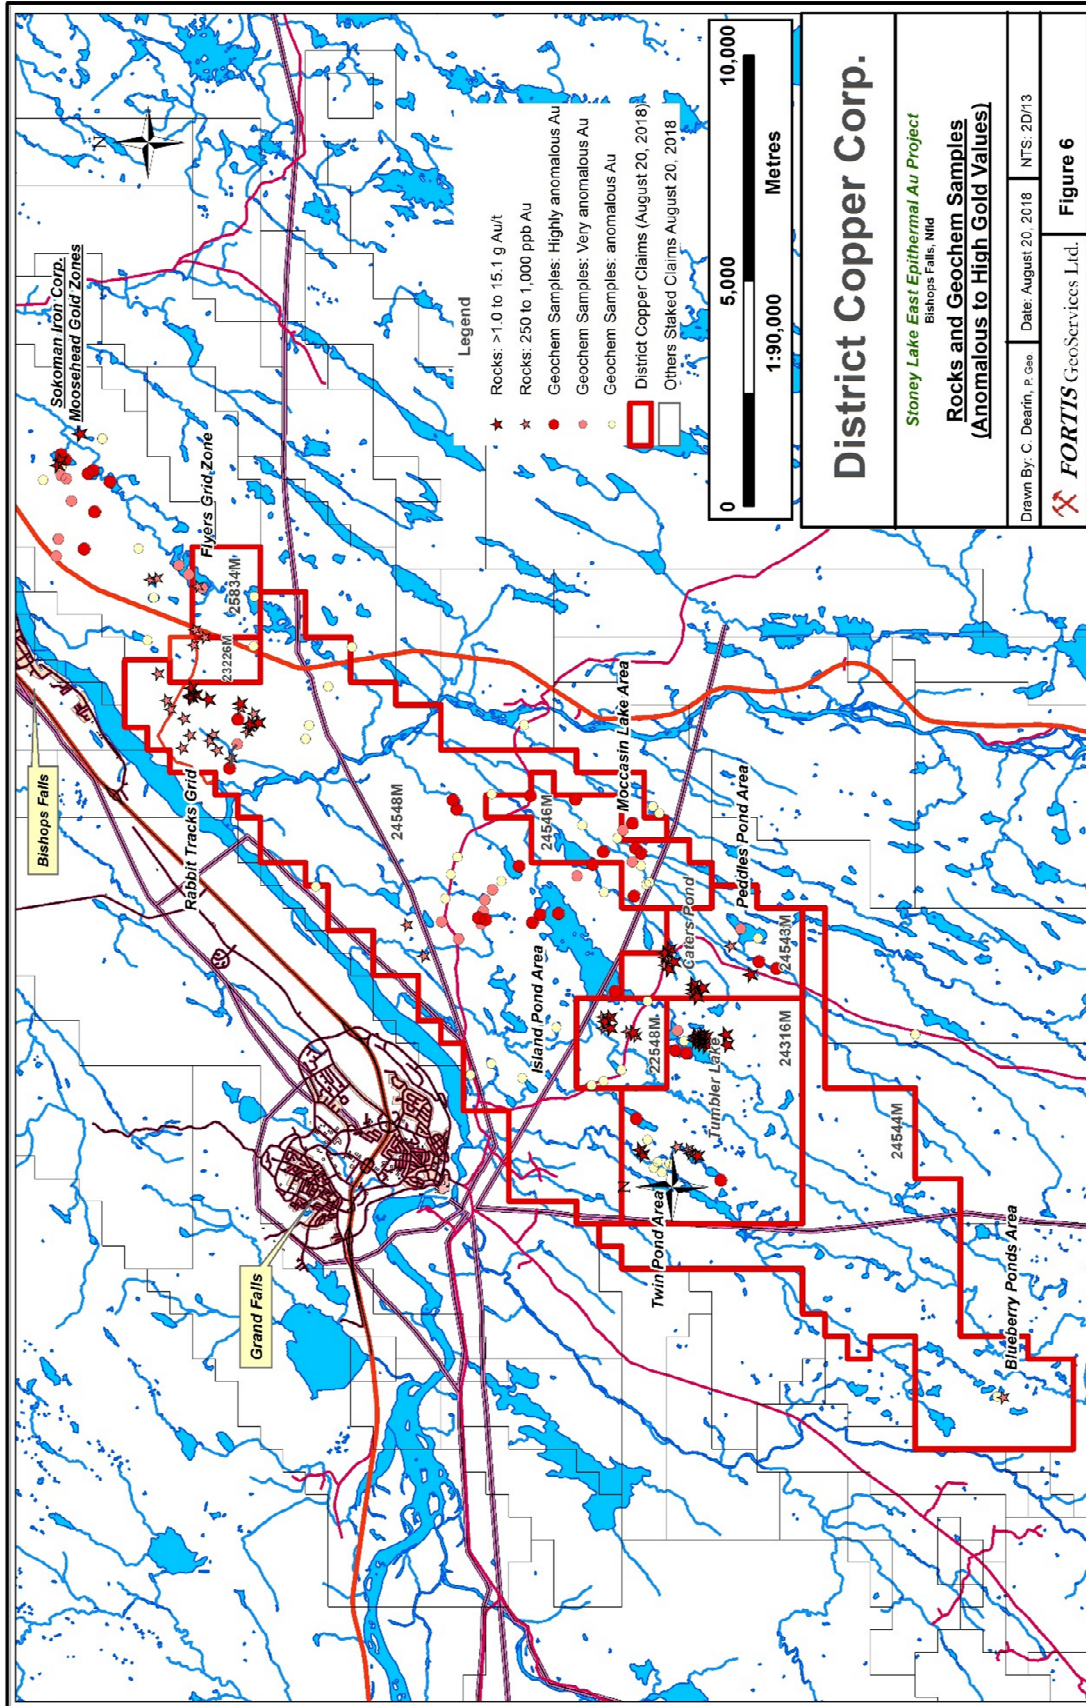 Sokoman Iron Corp.
Moosehead Gold Zones
N
Flyers Grid Zone
25834M
23226M
Bishops Falls
Rabbit Tracks Grid
24548M
24546M
Moccasin Lake Area
Island Pond Area
Caters Pond
Peddles Pond Area
24543M
Grand Falls
22548M
Tumbler Lake
24316M
N
Twin Pond Area
24544M
Blueberry Ponds Area
Legend
Rocks: >1.0 to 15.1 g Au/t
Rocks: 250 to 1,000 ppb Au
Geochem Samples: Highly anomalous Au
Geochem Samples: Very anomalous Au
Geochem Samples: anomalous Au
District Copper Claims (August 20, 2018)
Others Staked Claims August 20, 2018
0 5,000 10,000
Metres
1:90,000
District Copper Corp.
Stoney Lake East Epithermal Au Project
Bishops Falls, Nfld
Rocks and Geochem Samples
(Anomalous to High Gold Values)
Drawn By: C. Dearin, P. Geo. Date: August 20, 2018 NTS: 2D/13
FORTIS GeoServices Ltd. Figure 6